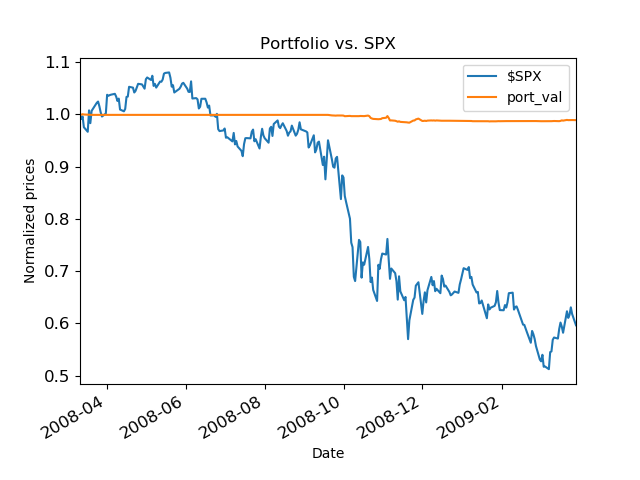 Portfolio vs. SPX
$SPX
port_val
Normalized prices
1.1
1.0
0.9
0.8
0.7
0.6
0.5
2008-04
2008-06
2008-08
2008-10
2008-12
2009-02
Date